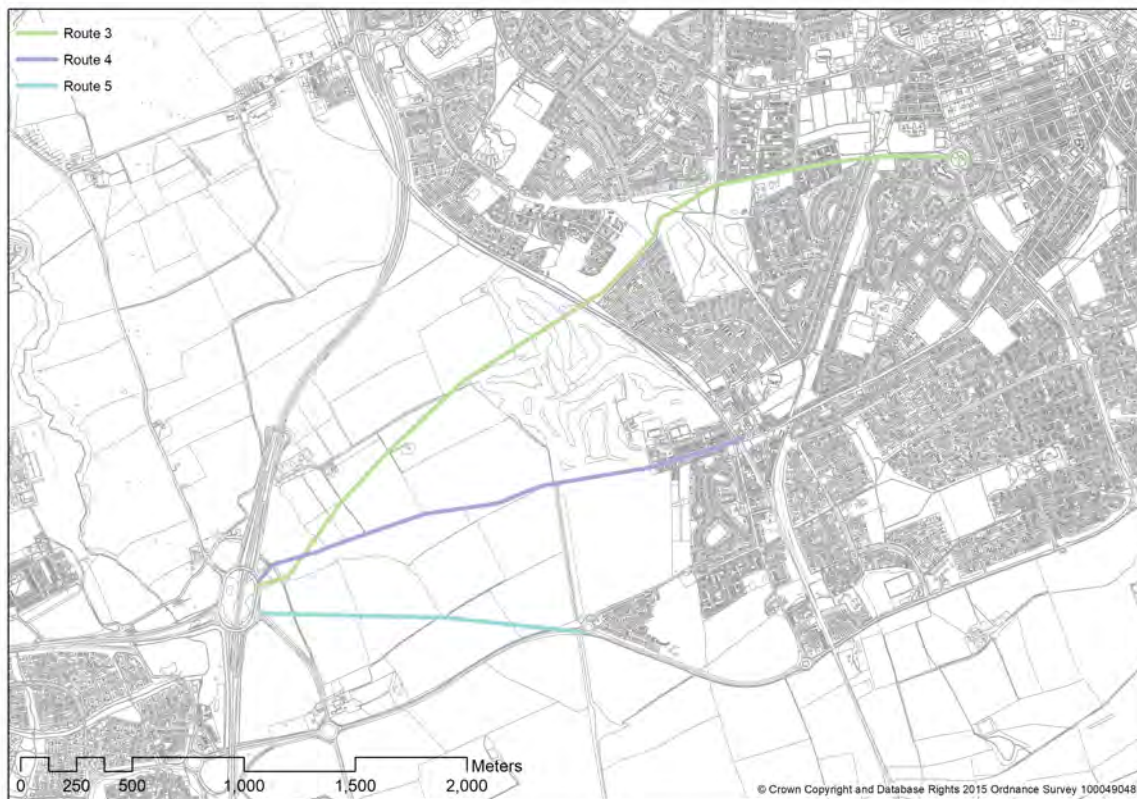 Route 3
Route 4
Route 5
Meters
0 250 500 1,000 1,500 2,000
© Crown Copyright and Database Rights 2015 Ordnance Survey 100049048